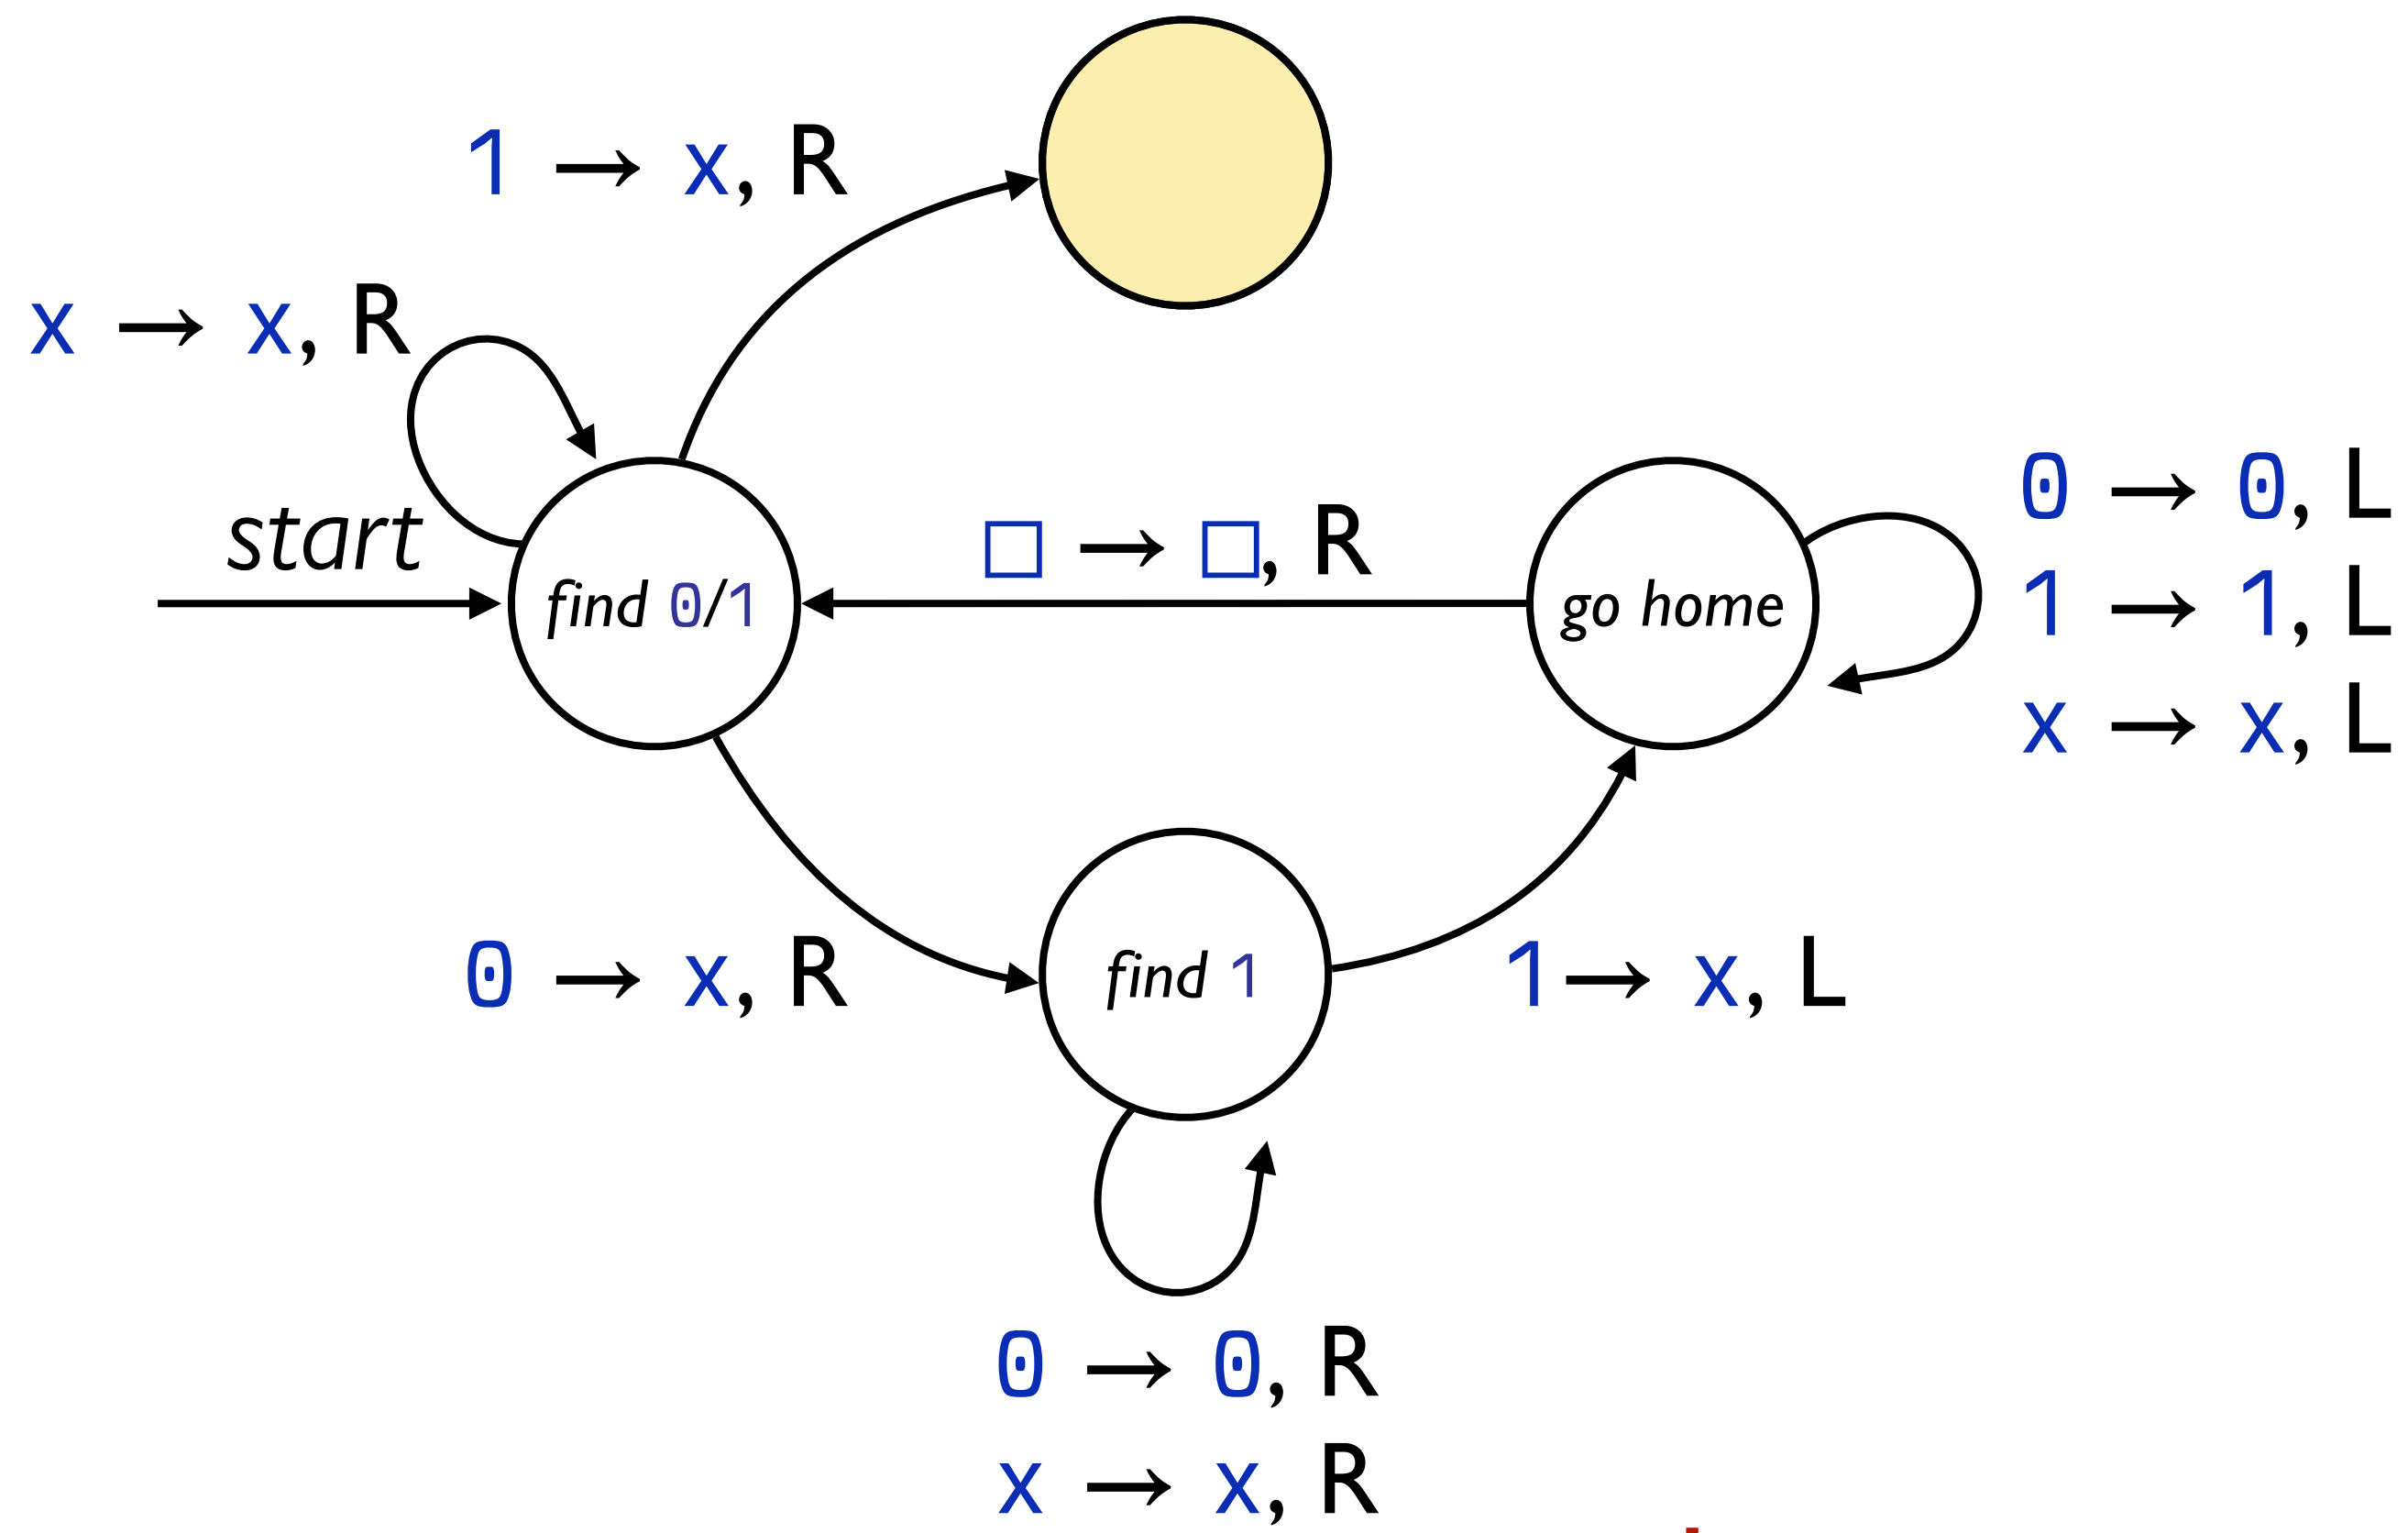 1 → x, R
x → x, R
start
find 0/1
□ → □, R
go home
0 → 0, L
1 → 1, L
x → x, L
0 → x, R
find 1
1 → x, L
0 → 0, R
x → x, R